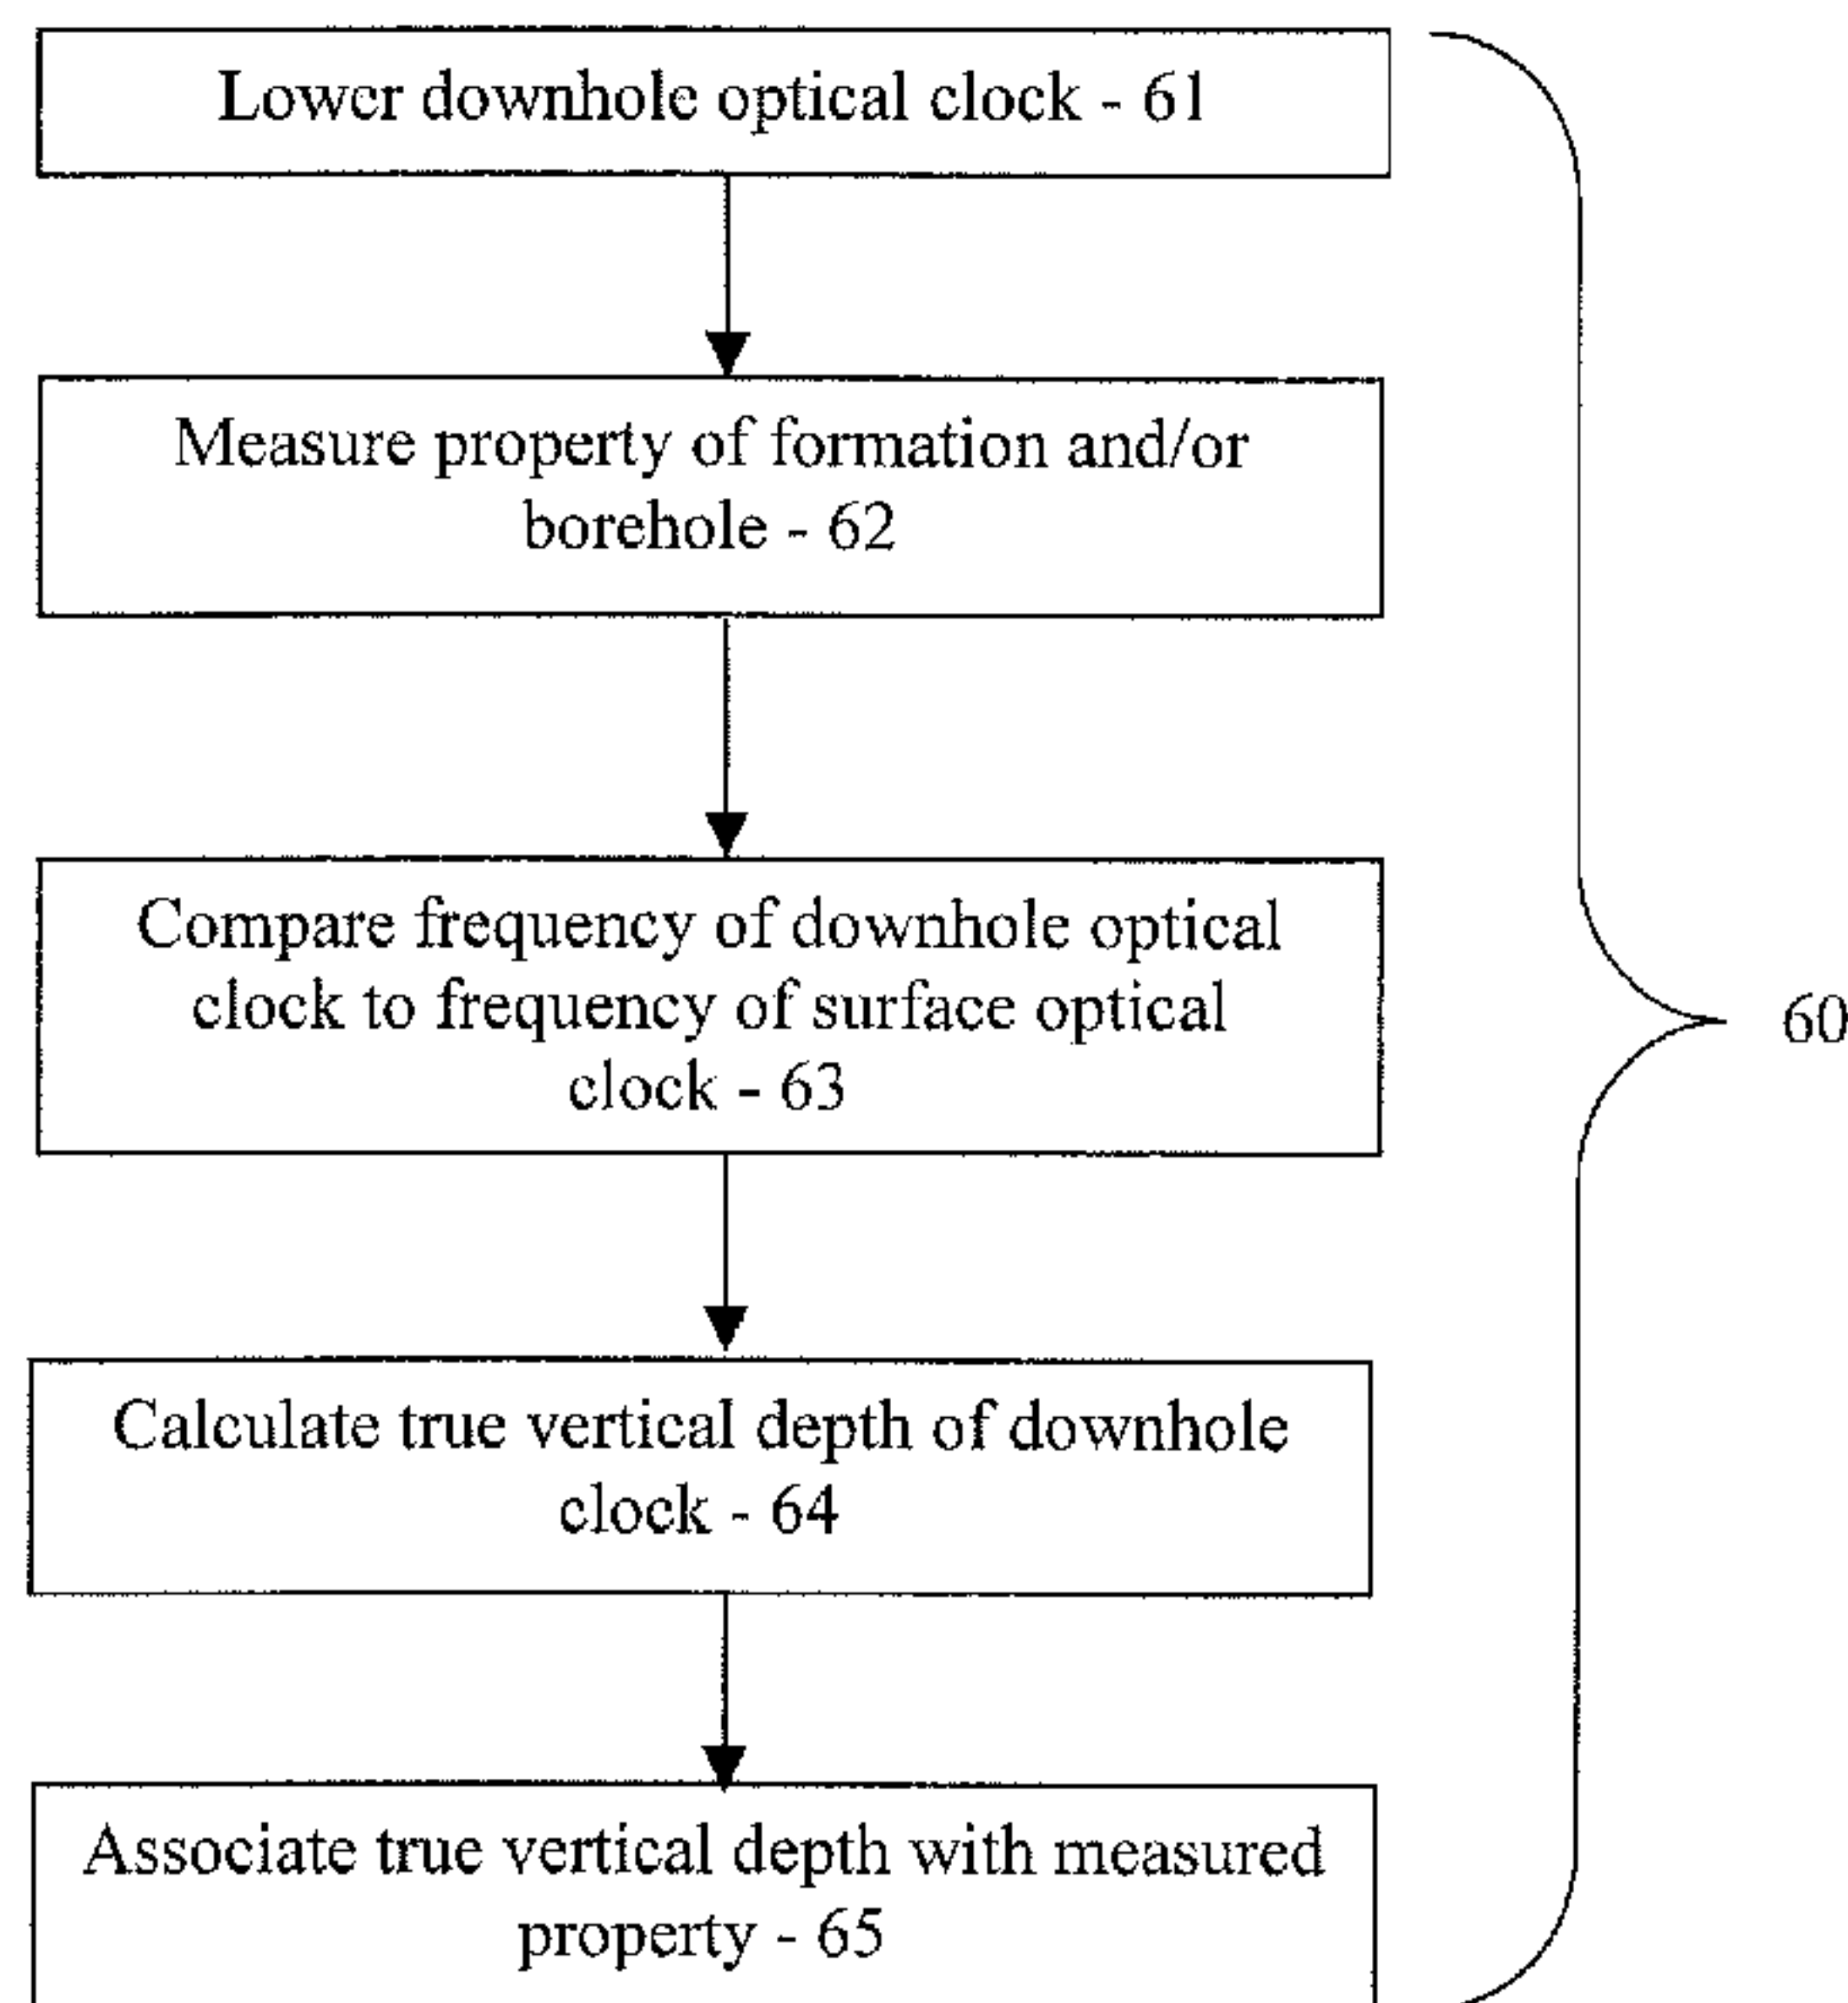 Lower downhole optical clock - 61
Measure property of formation and/or
borehole - 62
Compare frequency of downhole optical
clock to frequency of surface optical
clock - 63
60
Calculate true vertical depth of downhole
clock - 64
Associate true vertical depth with measured
property - 65